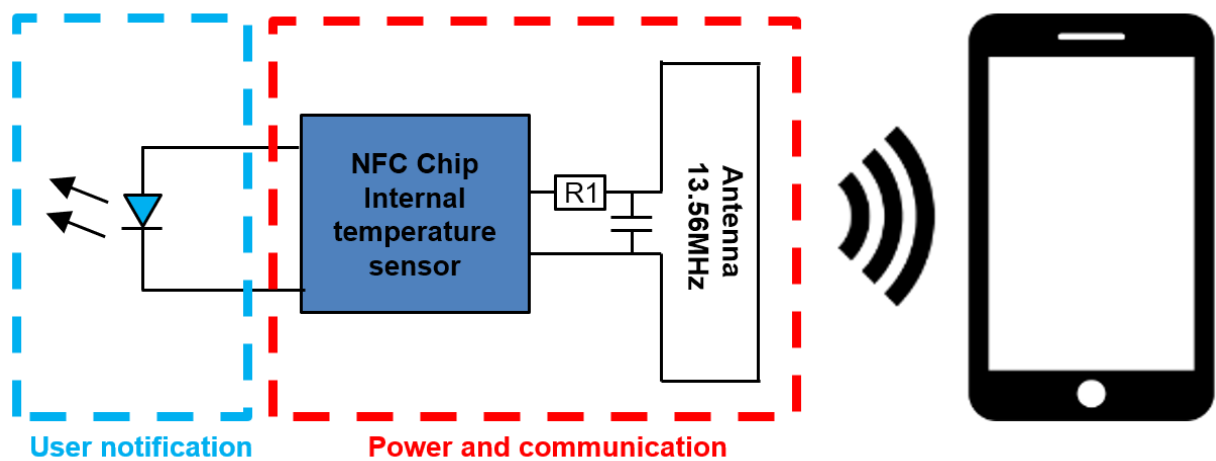 NFC Chip
Internal
temperature
sensor
R1
Antenna
13.56MHz
User notification
Power and communication